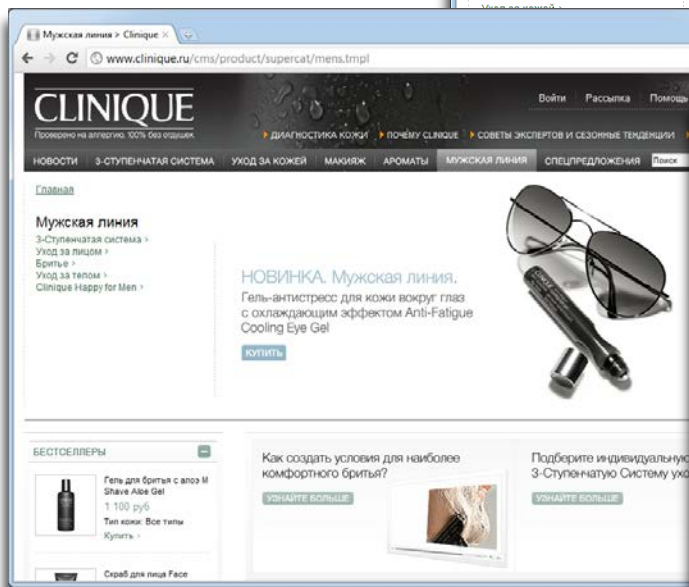 Уход за кожей >
Мужская линия > Clinique
www.clinique.ru/cms/product/supercat/mens.tmpl
CLINIQUE
Проверено на аллергию. 100% без отдушек.
Войти Рассылка Помощь
ДИАГНОСТИКА КОЖИ ПОЧЕМУ CLINIQUE СОВЕТЫ ЭКСПЕРТОВ И СЕЗОННЫЕ ТЕНДЕНЦИИ
НОВОСТИ 3-СТУПЕНЧАТАЯ СИСТЕМА УХОД ЗА КОЖЕЙ МАКИЯЖ АРОМАТЫ МУЖСКАЯ ЛИНИЯ СПЕЦПРЕДЛОЖЕНИЯ Поиск
Главная
Мужская линия
3-Ступенчатая система >
Уход за лицом >
Бритье >
Уход за телом >
Clinique Happy for Men >
НОВИНКА. Мужская линия.
Гель-антистресс для кожи вокруг глаз
с охлаждающим эффектом Anti-Fatigue
Cooling Eye Gel
КУПИТЬ
БЕСТСЕЛЛЕРЫ
Гель для бритья с алоэ M
Shave Aloe Gel
1 100 руб
Тип кожи: Все типы
Купить >
Скраб для лица Face
Как создать условия для наиболее
комфортного бритья?
УЗНАЙТЕ БОЛЬШЕ
Подберите индивидуальную
3-Ступенчатую Систему ухо
УЗНАЙТЕ БОЛЬШЕ